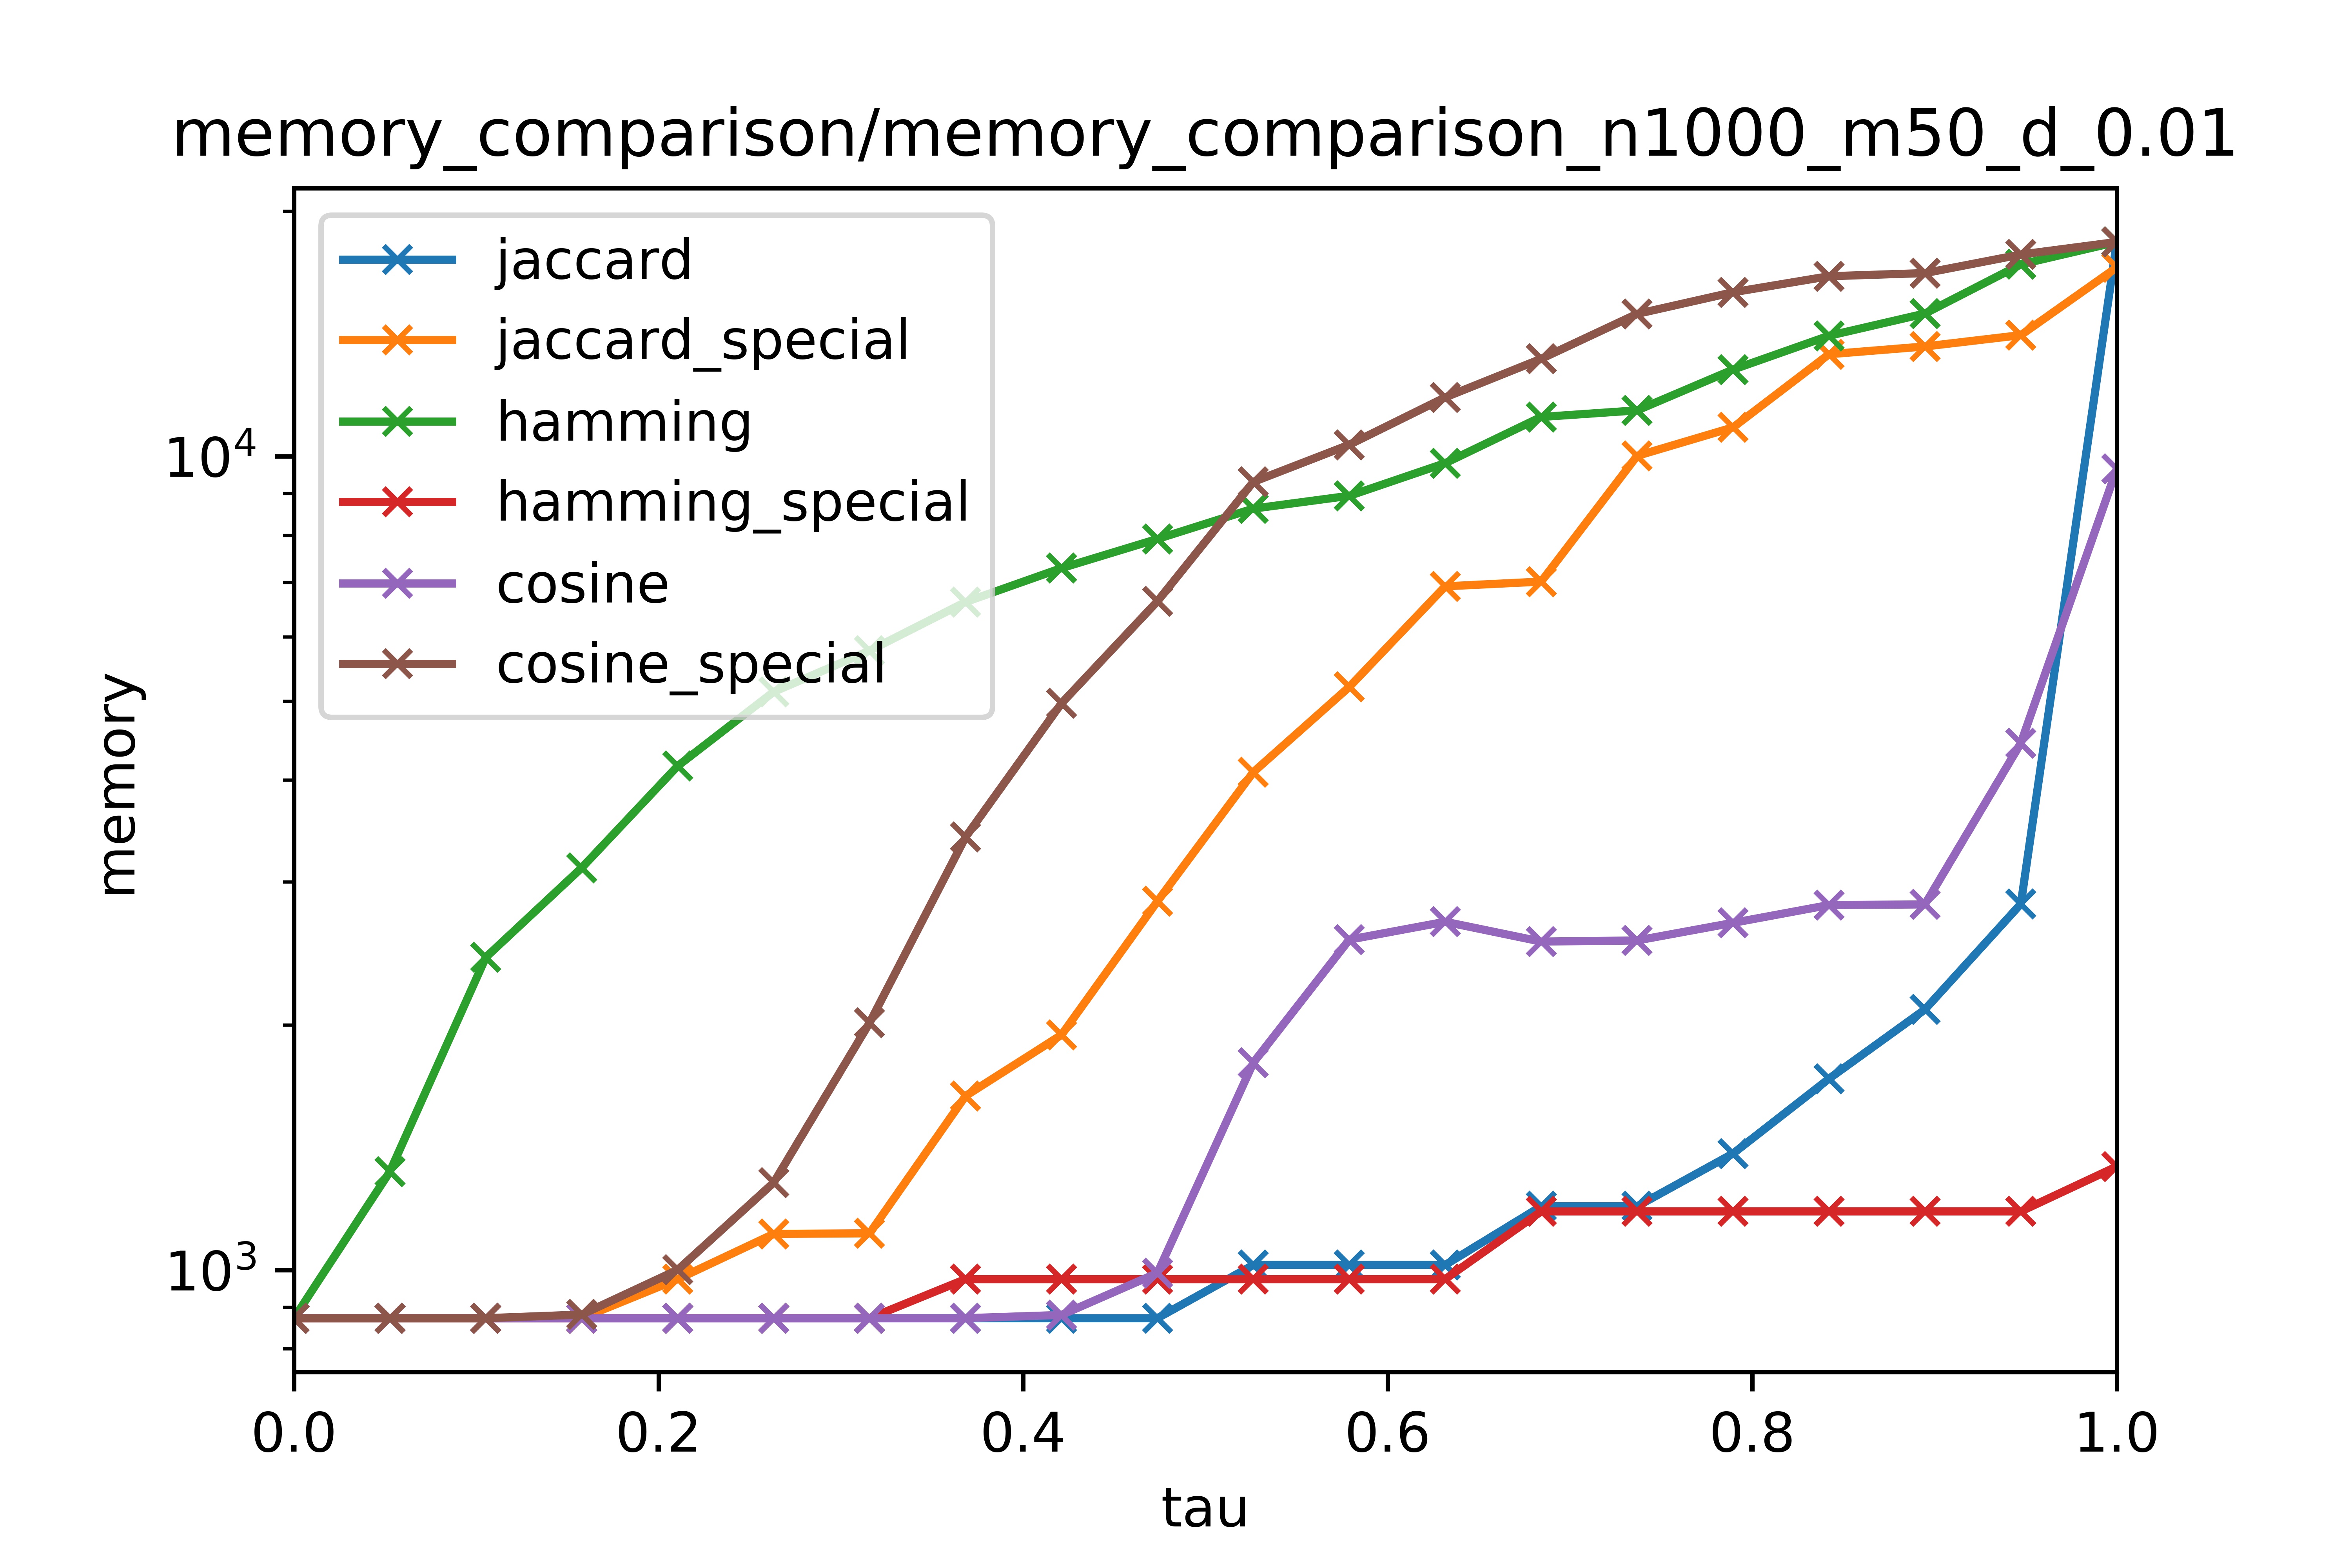 memory_comparison/memory_comparison_n1000_m50_d_0.01
jaccard
jaccard_special
hamming
hamming_special
cosine
cosine_special
10⁴
10³
memory
0.0 0.2 0.4 0.6 0.8 1.0
tau